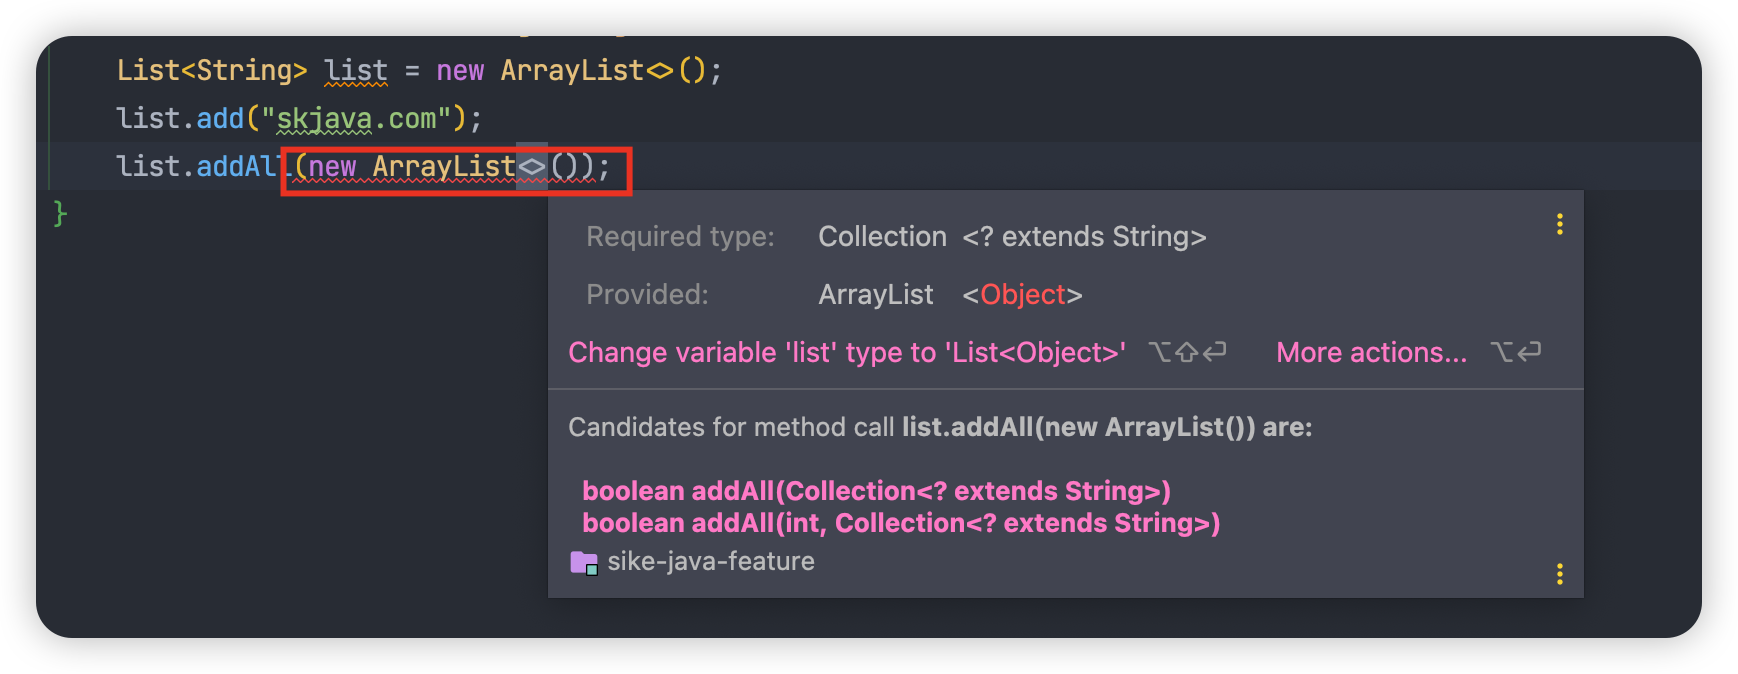 List<String> list = new ArrayList<>();
list.add("skjava.com");
list.addAll(new ArrayList<>());
}
Required type: Collection <? extends String>
Provided: ArrayList <Object>
Change variable 'list' type to 'List<Object>' ⌥⇧⏎ More actions... ⌥⏎
Candidates for method call list.addAll(new ArrayList()) are:
boolean addAll(Collection<? extends String>)
boolean addAll(int, Collection<? extends String>)
sike-java-feature